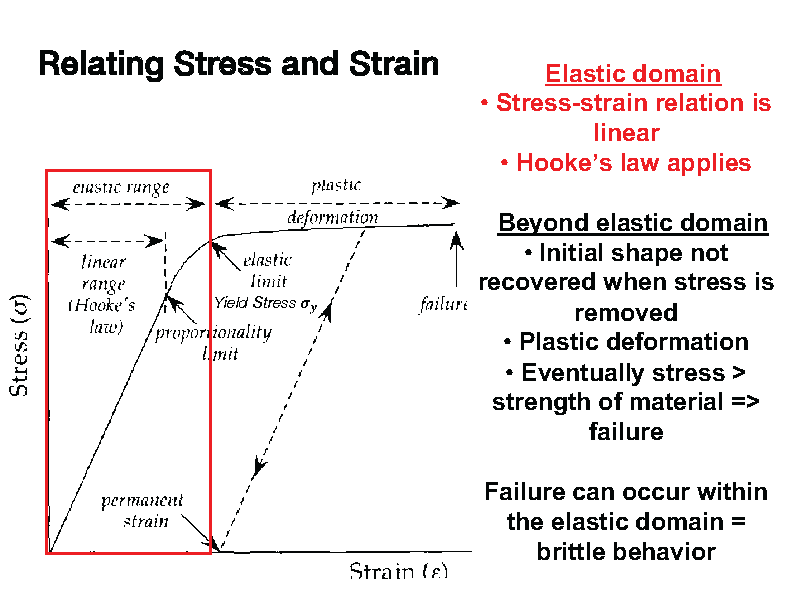 Relating Stress and Strain
Elastic domain
• Stress-strain relation is
linear
• Hooke's law applies
Beyond elastic domain
• Initial shape not
recovered when stress is
removed
• Plastic deformation
• Eventually stress >
strength of material =>
failure
Failure can occur within
the elastic domain =
brittle behavior
elastic range
plastic
deformation
linear
range
(Hooke's
law)
elastic
limit
Yield Stress σy
proportionality
limit
failure
permanent
strain
Stress (σ)
Strain (ε)